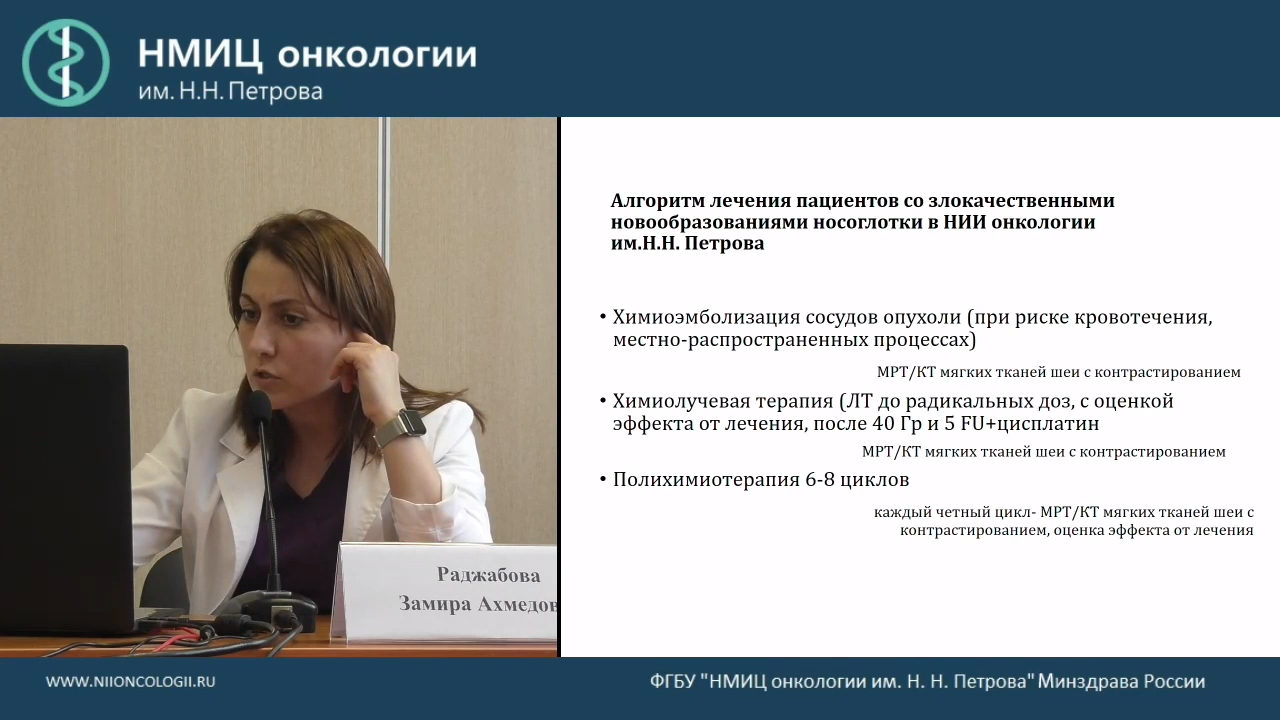 НМИЦ онкологии
им. Н.Н. Петрова
Алгоритм лечения пациентов со злокачественными
новообразованиями носоглотки в НИИ онкологии
им.Н.Н. Петрова
• Химиоэмболизация сосудов опухоли (при риске кровотечения,
местно-распространенных процессах)
МРТ/КТ мягких тканей шеи с контрастированием
• Химиолучевая терапия (ЛТ до радикальных доз, с оценкой
эффекта от лечения, после 40 Гр и 5 FU+цисплатин
МРТ/КТ мягких тканей шеи с контрастированием
• Полихимиотерапия 6-8 циклов
каждый четный цикл- МРТ/КТ мягких тканей шеи с
контрастированием, оценка эффекта от лечения
Раджабова
Замира Ахмедов
WWW.NIIONCOLOGII.RU
ФГБУ "НМИЦ онкологии им. Н. Н. Петрова" Минздрава России